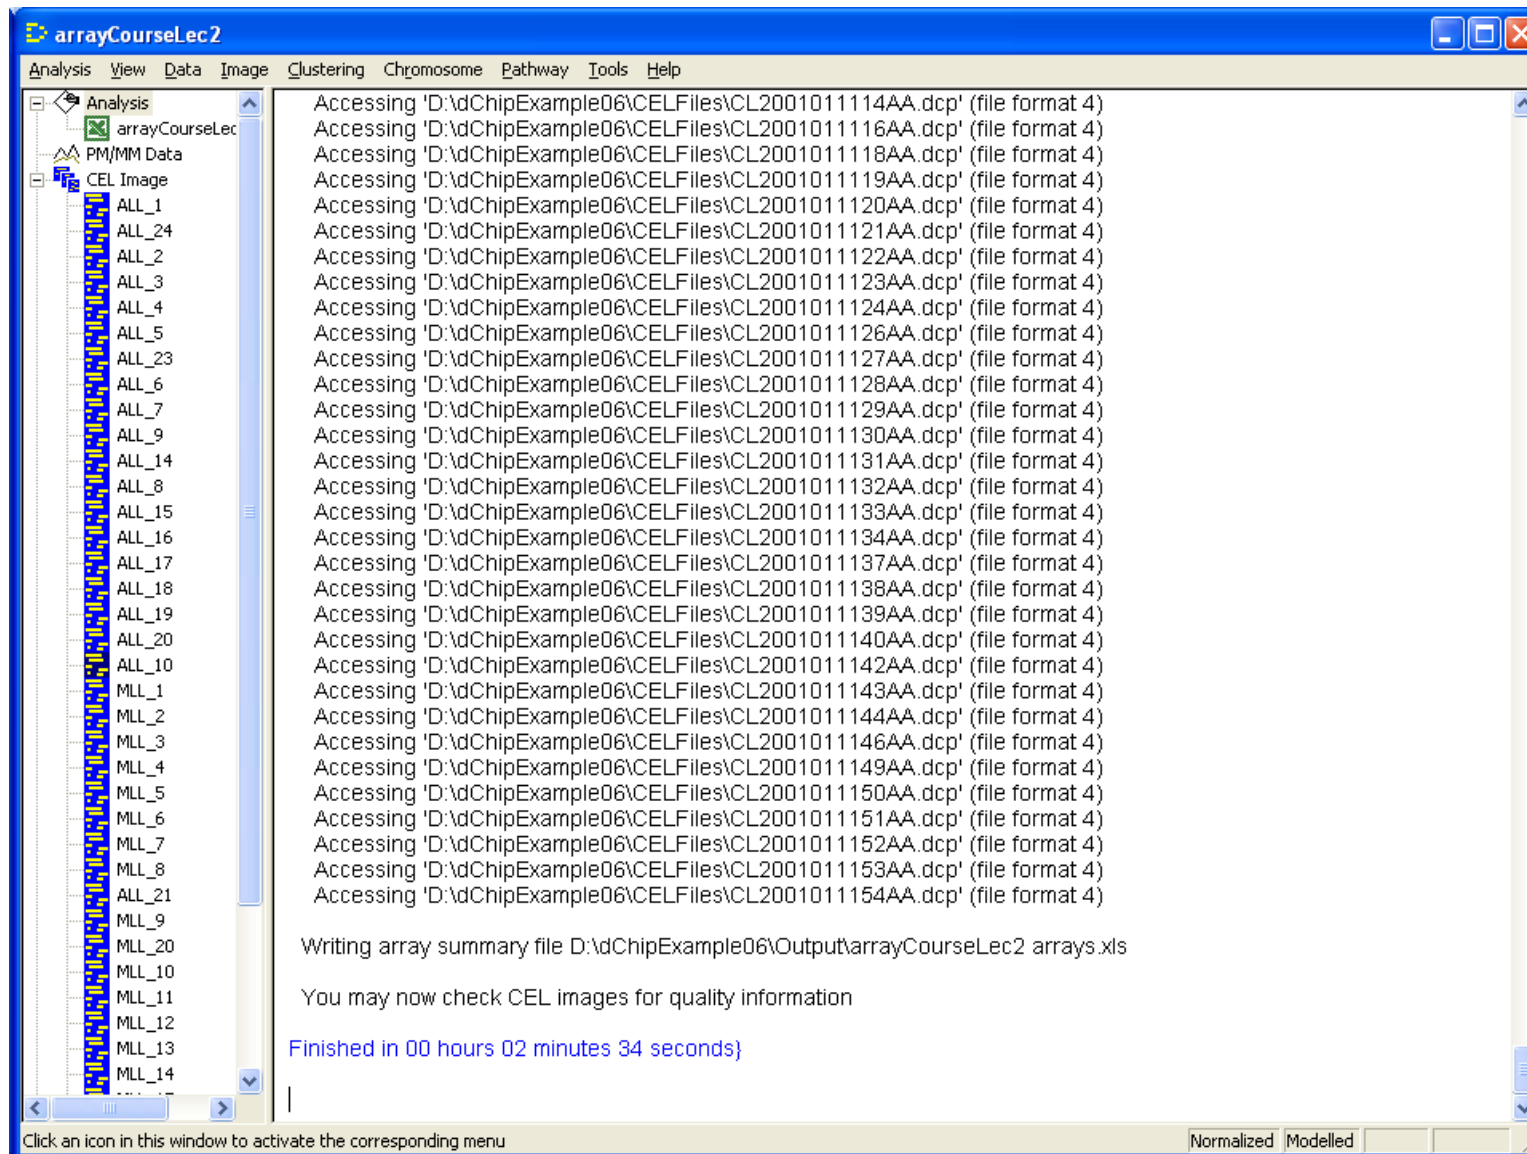 arrayCourseLec2
Analysis View Data Image Clustering Chromosome Pathway Tools Help
Analysis
arrayCourseLec
PM/MM Data
CEL Image
ALL_1
ALL_24
ALL_2
ALL_3
ALL_4
ALL_5
ALL_23
ALL_6
ALL_7
ALL_9
ALL_14
ALL_8
ALL_15
ALL_16
ALL_17
ALL_18
ALL_19
ALL_20
ALL_10
MLL_1
MLL_2
MLL_3
MLL_4
MLL_5
MLL_6
MLL_7
MLL_8
ALL_21
MLL_9
MLL_20
MLL_10
MLL_11
MLL_12
MLL_13
MLL_14
Accessing 'D:\dChipExample06\CELFiles\CL2001011114AA.dcp' (file format 4)
Accessing 'D:\dChipExample06\CELFiles\CL2001011116AA.dcp' (file format 4)
Accessing 'D:\dChipExample06\CELFiles\CL2001011118AA.dcp' (file format 4)
Accessing 'D:\dChipExample06\CELFiles\CL2001011119AA.dcp' (file format 4)
Accessing 'D:\dChipExample06\CELFiles\CL2001011120AA.dcp' (file format 4)
Accessing 'D:\dChipExample06\CELFiles\CL2001011121AA.dcp' (file format 4)
Accessing 'D:\dChipExample06\CELFiles\CL2001011122AA.dcp' (file format 4)
Accessing 'D:\dChipExample06\CELFiles\CL2001011123AA.dcp' (file format 4)
Accessing 'D:\dChipExample06\CELFiles\CL2001011124AA.dcp' (file format 4)
Accessing 'D:\dChipExample06\CELFiles\CL2001011126AA.dcp' (file format 4)
Accessing 'D:\dChipExample06\CELFiles\CL2001011127AA.dcp' (file format 4)
Accessing 'D:\dChipExample06\CELFiles\CL2001011128AA.dcp' (file format 4)
Accessing 'D:\dChipExample06\CELFiles\CL2001011129AA.dcp' (file format 4)
Accessing 'D:\dChipExample06\CELFiles\CL2001011130AA.dcp' (file format 4)
Accessing 'D:\dChipExample06\CELFiles\CL2001011131AA.dcp' (file format 4)
Accessing 'D:\dChipExample06\CELFiles\CL2001011132AA.dcp' (file format 4)
Accessing 'D:\dChipExample06\CELFiles\CL2001011133AA.dcp' (file format 4)
Accessing 'D:\dChipExample06\CELFiles\CL2001011134AA.dcp' (file format 4)
Accessing 'D:\dChipExample06\CELFiles\CL2001011137AA.dcp' (file format 4)
Accessing 'D:\dChipExample06\CELFiles\CL2001011138AA.dcp' (file format 4)
Accessing 'D:\dChipExample06\CELFiles\CL2001011139AA.dcp' (file format 4)
Accessing 'D:\dChipExample06\CELFiles\CL2001011140AA.dcp' (file format 4)
Accessing 'D:\dChipExample06\CELFiles\CL2001011142AA.dcp' (file format 4)
Accessing 'D:\dChipExample06\CELFiles\CL2001011143AA.dcp' (file format 4)
Accessing 'D:\dChipExample06\CELFiles\CL2001011144AA.dcp' (file format 4)
Accessing 'D:\dChipExample06\CELFiles\CL2001011146AA.dcp' (file format 4)
Accessing 'D:\dChipExample06\CELFiles\CL2001011149AA.dcp' (file format 4)
Accessing 'D:\dChipExample06\CELFiles\CL2001011150AA.dcp' (file format 4)
Accessing 'D:\dChipExample06\CELFiles\CL2001011151AA.dcp' (file format 4)
Accessing 'D:\dChipExample06\CELFiles\CL2001011152AA.dcp' (file format 4)
Accessing 'D:\dChipExample06\CELFiles\CL2001011153AA.dcp' (file format 4)
Accessing 'D:\dChipExample06\CELFiles\CL2001011154AA.dcp' (file format 4)
Writing array summary file D:\dChipExample06\Output\arrayCourseLec2 arrays.xls
You may now check CEL images for quality information
Finished in 00 hours 02 minutes 34 seconds}
Click an icon in this window to activate the corresponding menu
Normalized Modelled